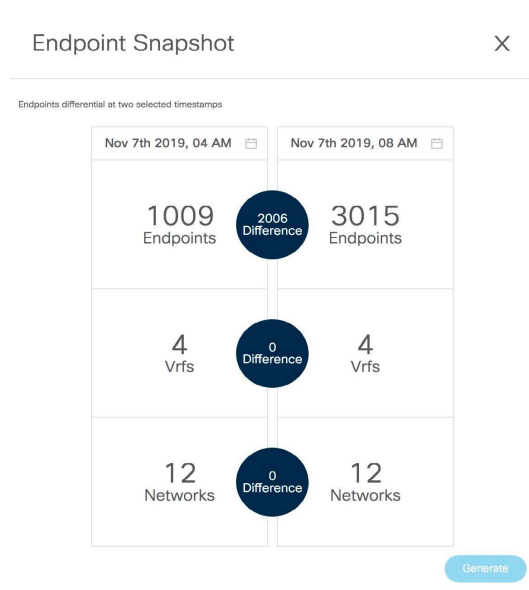 Endpoint Snapshot
X
Endpoints differential at two selected timestamps
Nov 7th 2019, 04 AM
Nov 7th 2019, 08 AM
1009
Endpoints
2006
Difference
3015
Endpoints
4
Vrfs
0
Difference
4
Vrfs
12
Networks
0
Difference
12
Networks
Generate